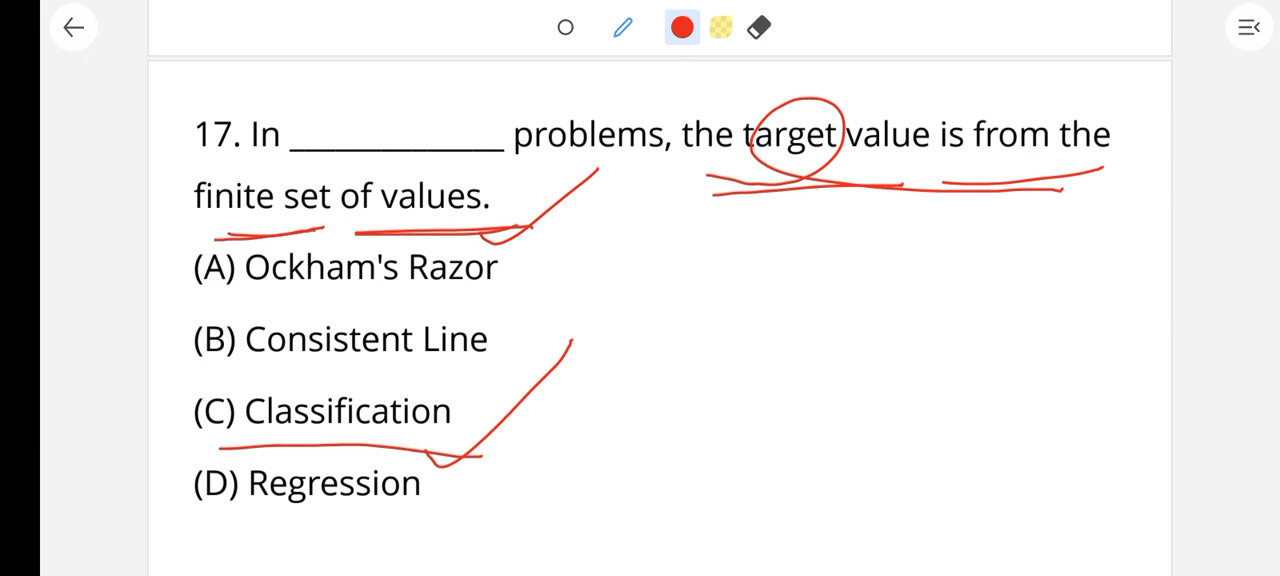 17. In ______________ problems, the target value is from the
finite set of values.
(A) Ockham's Razor
(B) Consistent Line
(C) Classification
(D) Regression